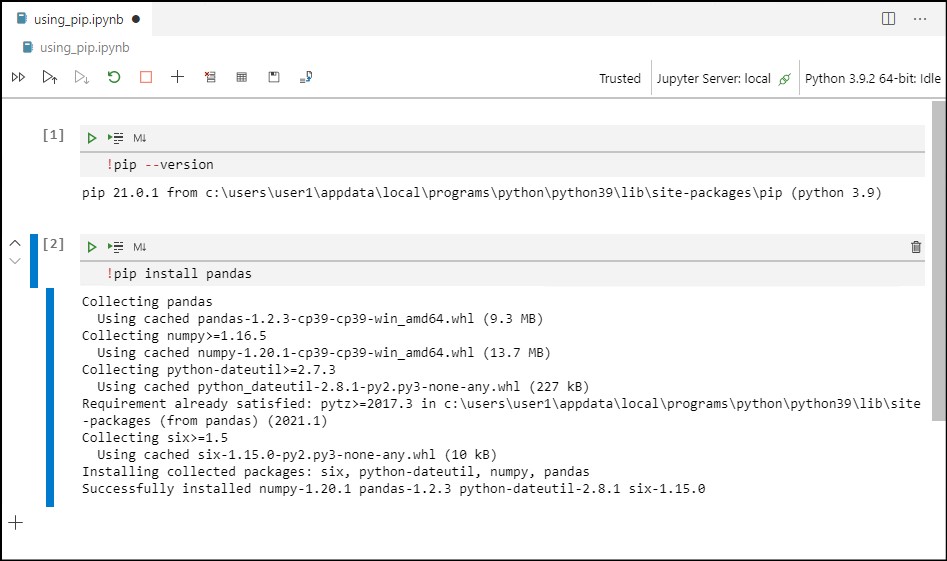 using_pip.ipynb
using_pip.ipynb
Trusted Jupyter Server: local Python 3.9.2 64-bit: Idle
[1] M↓
!pip --version
pip 21.0.1 from c:\users\user1\appdata\local\programs\python\python39\lib\site-packages\pip (python 3.9)
[2] M↓
!pip install pandas
Collecting pandas
  Using cached pandas-1.2.3-cp39-cp39-win_amd64.whl (9.3 MB)
Collecting numpy>=1.16.5
  Using cached numpy-1.20.1-cp39-cp39-win_amd64.whl (13.7 MB)
Collecting python-dateutil>=2.7.3
  Using cached python_dateutil-2.8.1-py2.py3-none-any.whl (227 kB)
Requirement already satisfied: pytz>=2017.3 in c:\users\user1\appdata\local\programs\python\python39\lib\site
-packages (from pandas) (2021.1)
Collecting six>=1.5
  Using cached six-1.15.0-py2.py3-none-any.whl (10 kB)
Installing collected packages: six, python-dateutil, numpy, pandas
Successfully installed numpy-1.20.1 pandas-1.2.3 python-dateutil-2.8.1 six-1.15.0